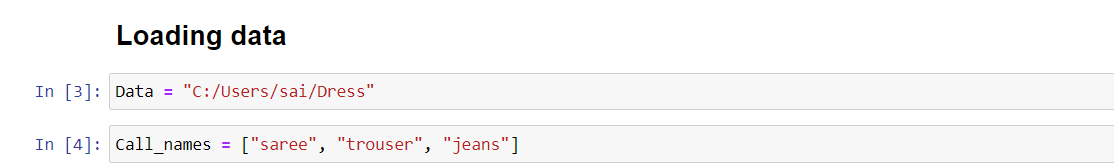 Loading data
In [3]: Data = "C:/Users/sai/Dress"
In [4]: Call_names = ["saree", "trouser", "jeans"]